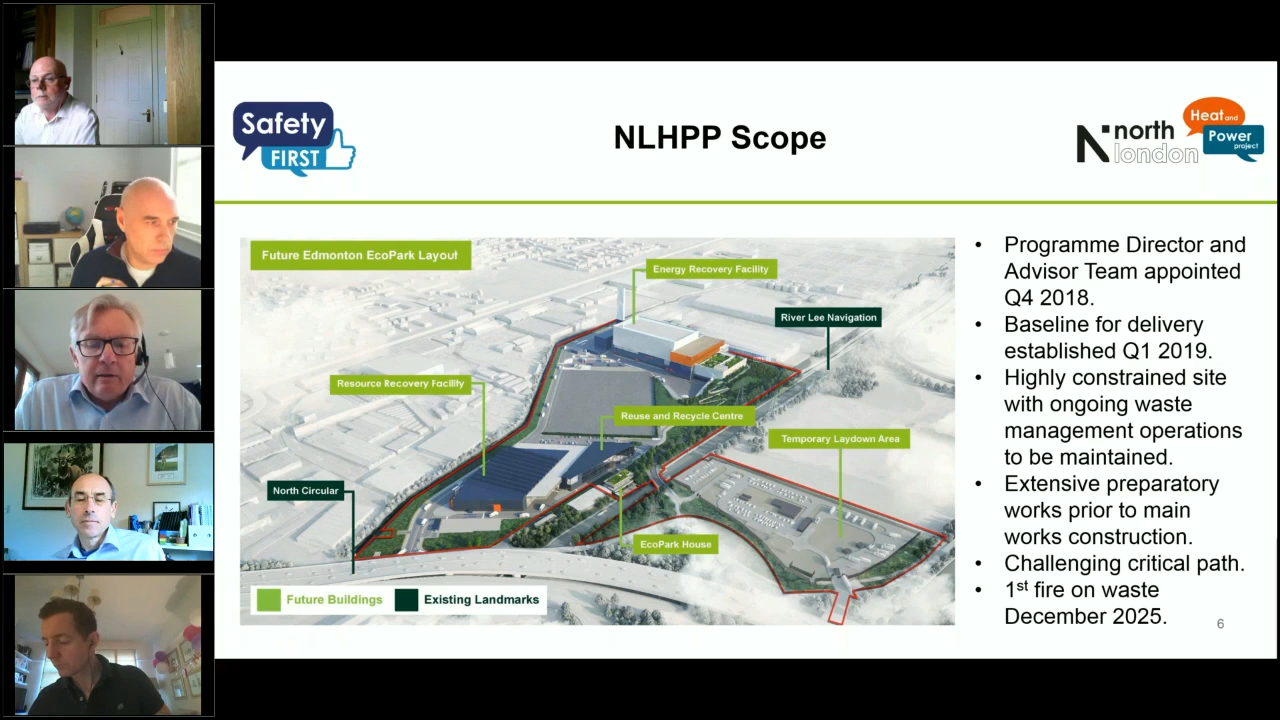 Safety
FIRST
NLHPP Scope
north
london
Heat and
Power
project
Future Edmonton EcoPark Layout
Energy Recovery Facility
River Lee Navigation
Resource Recovery Facility
Reuse and Recycle Centre
Temporary Laydown Area
North Circular
EcoPark House
Future Buildings
Existing Landmarks
• Programme Director and
Advisor Team appointed
Q4 2018.
• Baseline for delivery
established Q1 2019.
• Highly constrained site
with ongoing waste
management operations
to be maintained.
• Extensive preparatory
works prior to main
works construction.
• Challenging critical path.
• 1st fire on waste
December 2025.
6